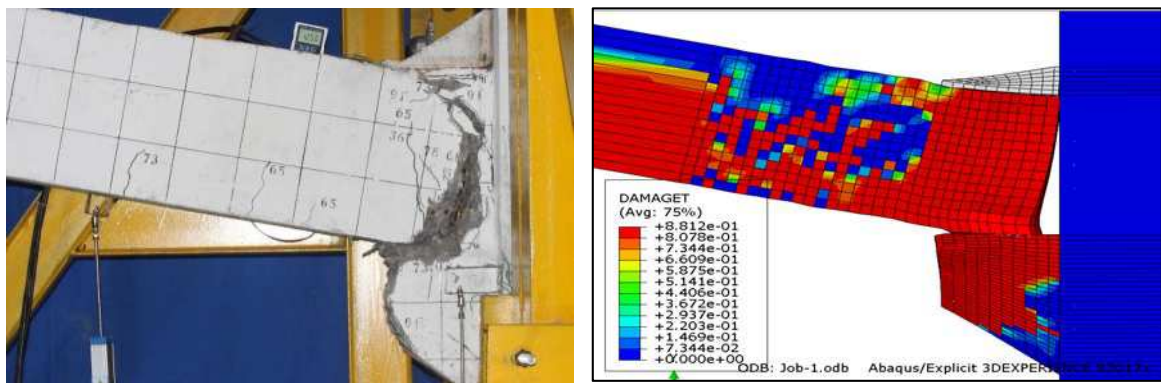 73
65
65
91
91
65
36
78
DAMAGET
(Avg: 75%)
+8.812e-01
+8.078e-01
+7.344e-01
+6.609e-01
+5.875e-01
+5.141e-01
+4.406e-01
+3.672e-01
+2.937e-01
+2.203e-01
+1.469e-01
+7.344e-02
+0.000e+00
ODB: Job-1.odb Abaqus/Explicit 3DEXPERIENCE